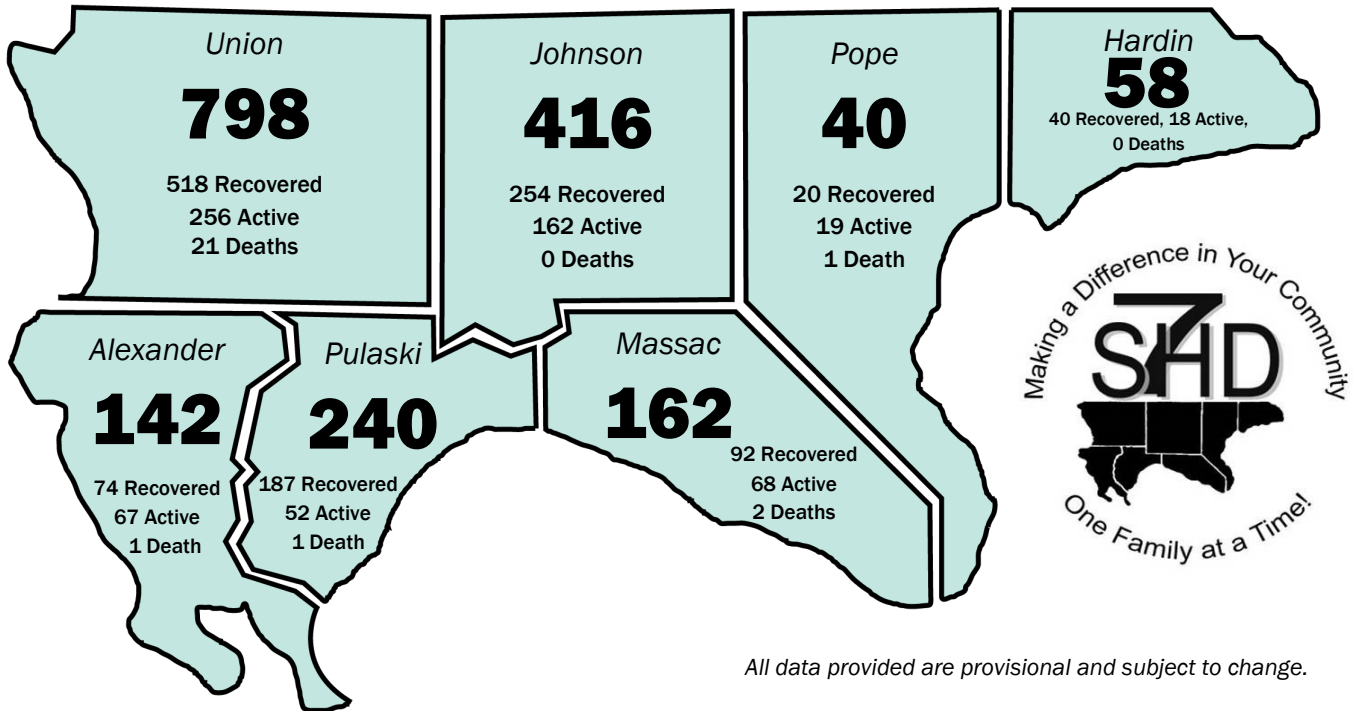 Union
798
518 Recovered
256 Active
21 Deaths
Johnson
416
254 Recovered
162 Active
0 Deaths
Pope
40
20 Recovered
19 Active
1 Death
Hardin
58
40 Recovered, 18 Active,
0 Deaths
Alexander
142
74 Recovered
67 Active
1 Death
Pulaski
240
187 Recovered
52 Active
1 Death
Massac
162
92 Recovered
68 Active
2 Deaths
Making a Difference in Your Community
S7HD
One Family at a Time!
All data provided are provisional and subject to change.